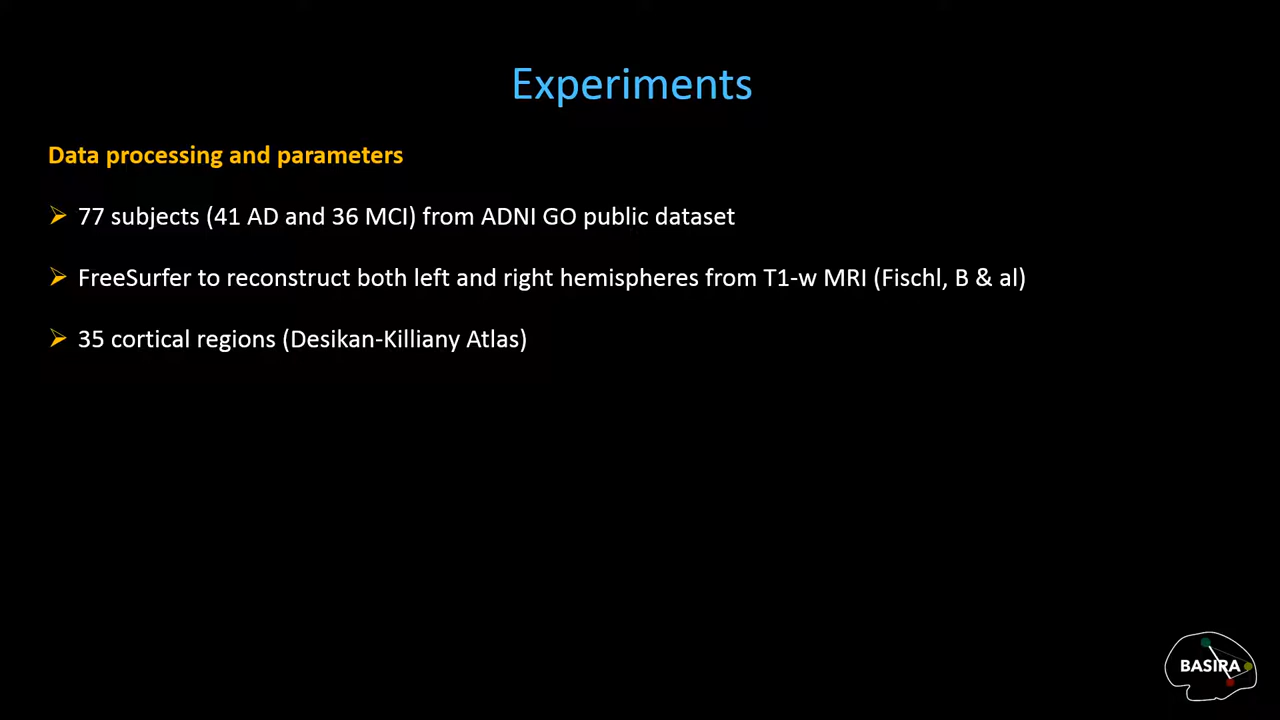 Experiments
Data processing and parameters
➢ 77 subjects (41 AD and 36 MCI) from ADNI GO public dataset
➢ FreeSurfer to reconstruct both left and right hemispheres from T1-w MRI (Fischl, B & al)
➢ 35 cortical regions (Desikan-Killiany Atlas)
BASIRA